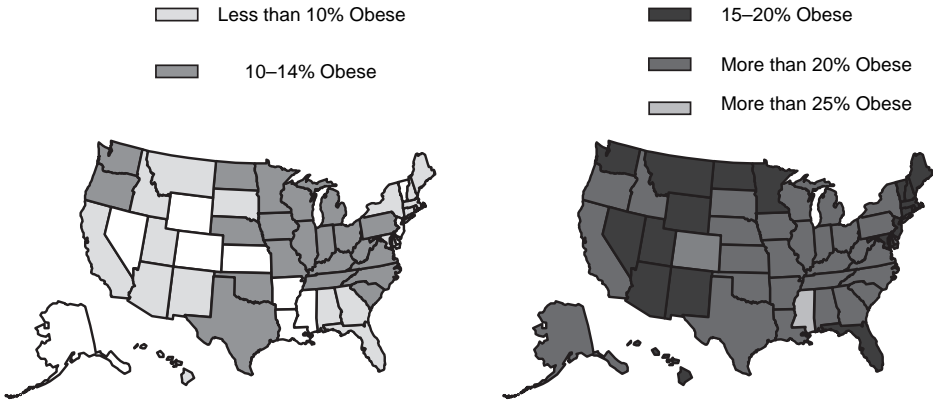 Less than 10% Obese
10–14% Obese
15–20% Obese
More than 20% Obese
More than 25% Obese